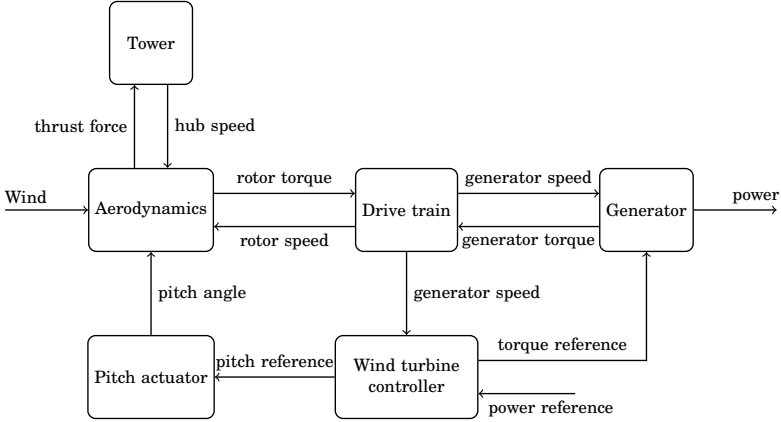 Tower
thrust force
hub speed
Wind
Aerodynamics
rotor torque
rotor speed
Drive train
generator speed
generator torque
Generator
power
pitch angle
generator speed
Pitch actuator
pitch reference
Wind turbine
controller
torque reference
power reference